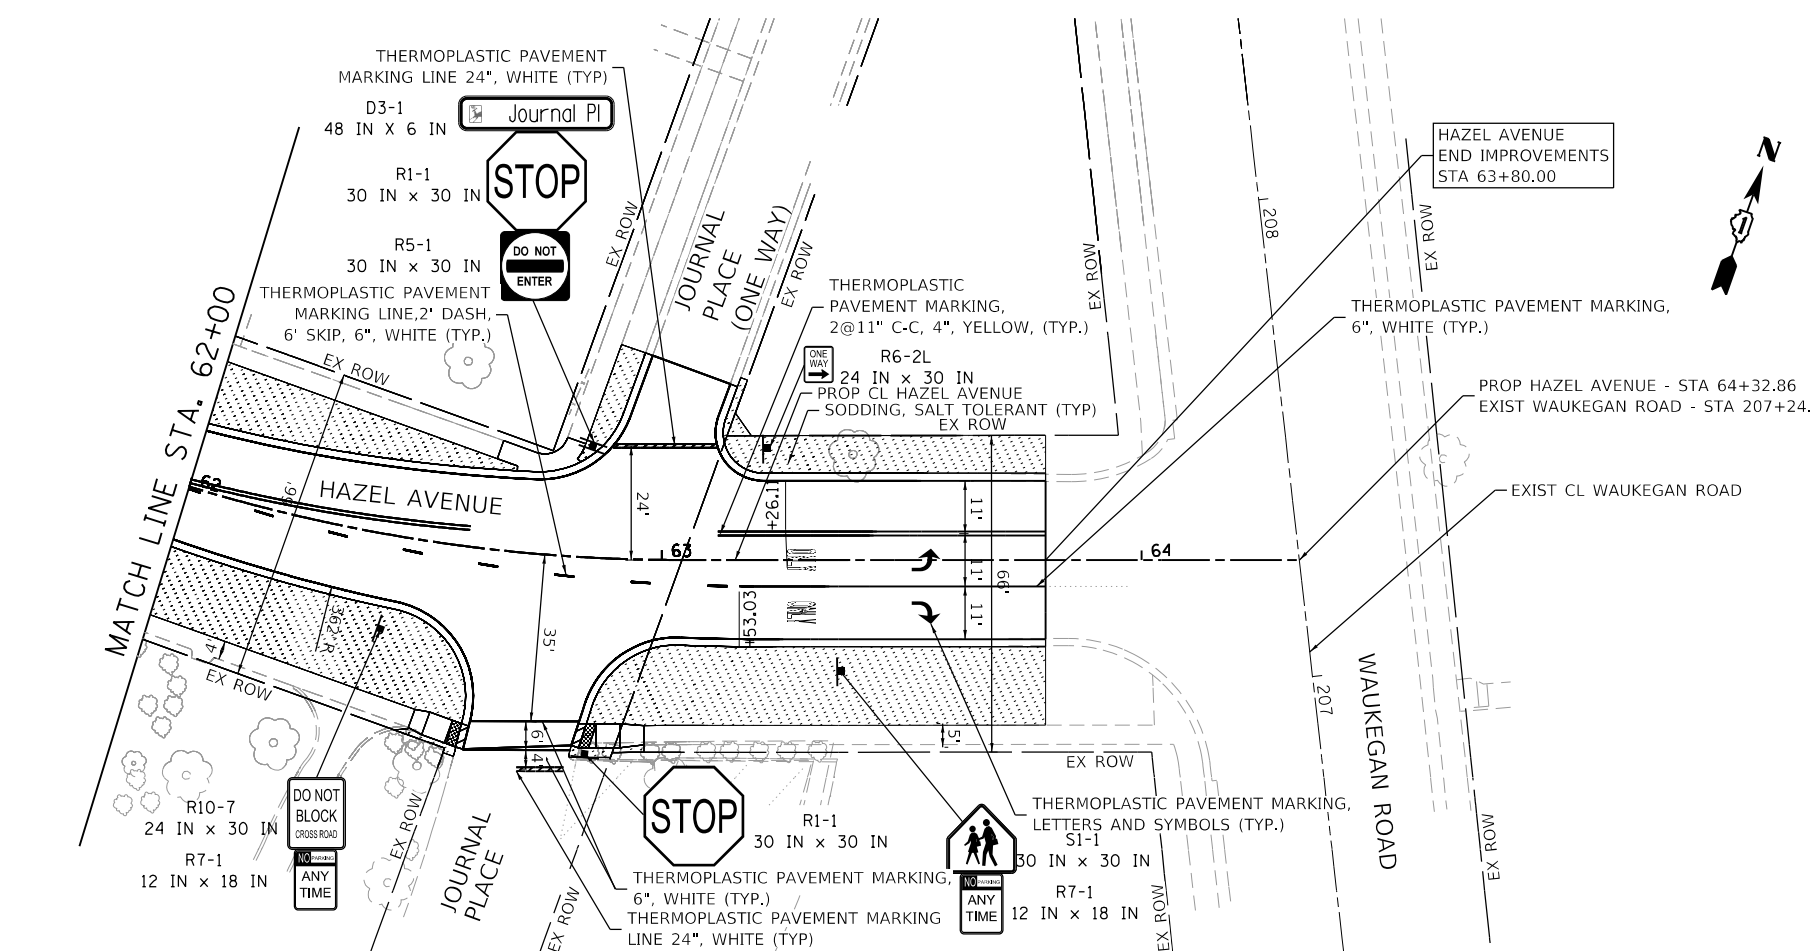 THERMOPLASTIC PAVEMENT
MARKING LINE 24", WHITE (TYP)
D3-1
48 IN X 6 IN
Journal Pl
STOP
R1-1
30 IN x 30 IN
DO NOT
ENTER
R5-1
30 IN x 30 IN
THERMOPLASTIC PAVEMENT
MARKING LINE,2' DASH,
6' SKIP, 6", WHITE (TYP.)
MATCH LINE STA. 62+00
EX ROW
EX ROW
JOURNAL
PLACE
(ONE WAY)
EX ROW
THERMOPLASTIC
PAVEMENT MARKING,
2@11" C-C, 4", YELLOW, (TYP.)
ONE
WAY
R6-2L
24 IN x 30 IN
PROP CL HAZEL AVENUE
SODDING, SALT TOLERANT (TYP)
EX ROW
EX ROW
208
EX ROW
HAZEL AVENUE
END IMPROVEMENTS
STA 63+80.00
N
1
THERMOPLASTIC PAVEMENT MARKING,
6", WHITE (TYP.)
PROP HAZEL AVENUE - STA 64+32.86
EXIST WAUKEGAN ROAD - STA 207+24.
EXIST CL WAUKEGAN ROAD
62
66'
HAZEL AVENUE
24'
63
+26.11
11'
11'
11'
66'
64
ONLY
+53.03
362' R
35'
4'
EX ROW
6'
4'
5'
EX ROW
207
WAUKEGAN ROAD
R10-7
24 IN x 30 IN
DO NOT
BLOCK
CROSS ROAD
R7-1
12 IN x 18 IN
NO PARKING
ANY
TIME
EX ROW
JOURNAL
PLACE
STOP
R1-1
30 IN x 30 IN
THERMOPLASTIC PAVEMENT MARKING,
6", WHITE (TYP.)
THERMOPLASTIC PAVEMENT MARKING
LINE 24", WHITE (TYP)
EX ROW
THERMOPLASTIC PAVEMENT MARKING,
LETTERS AND SYMBOLS (TYP.)
S1-1
30 IN x 30 IN
NO PARKING
ANY
TIME
R7-1
12 IN x 18 IN
EX ROW
EX ROW